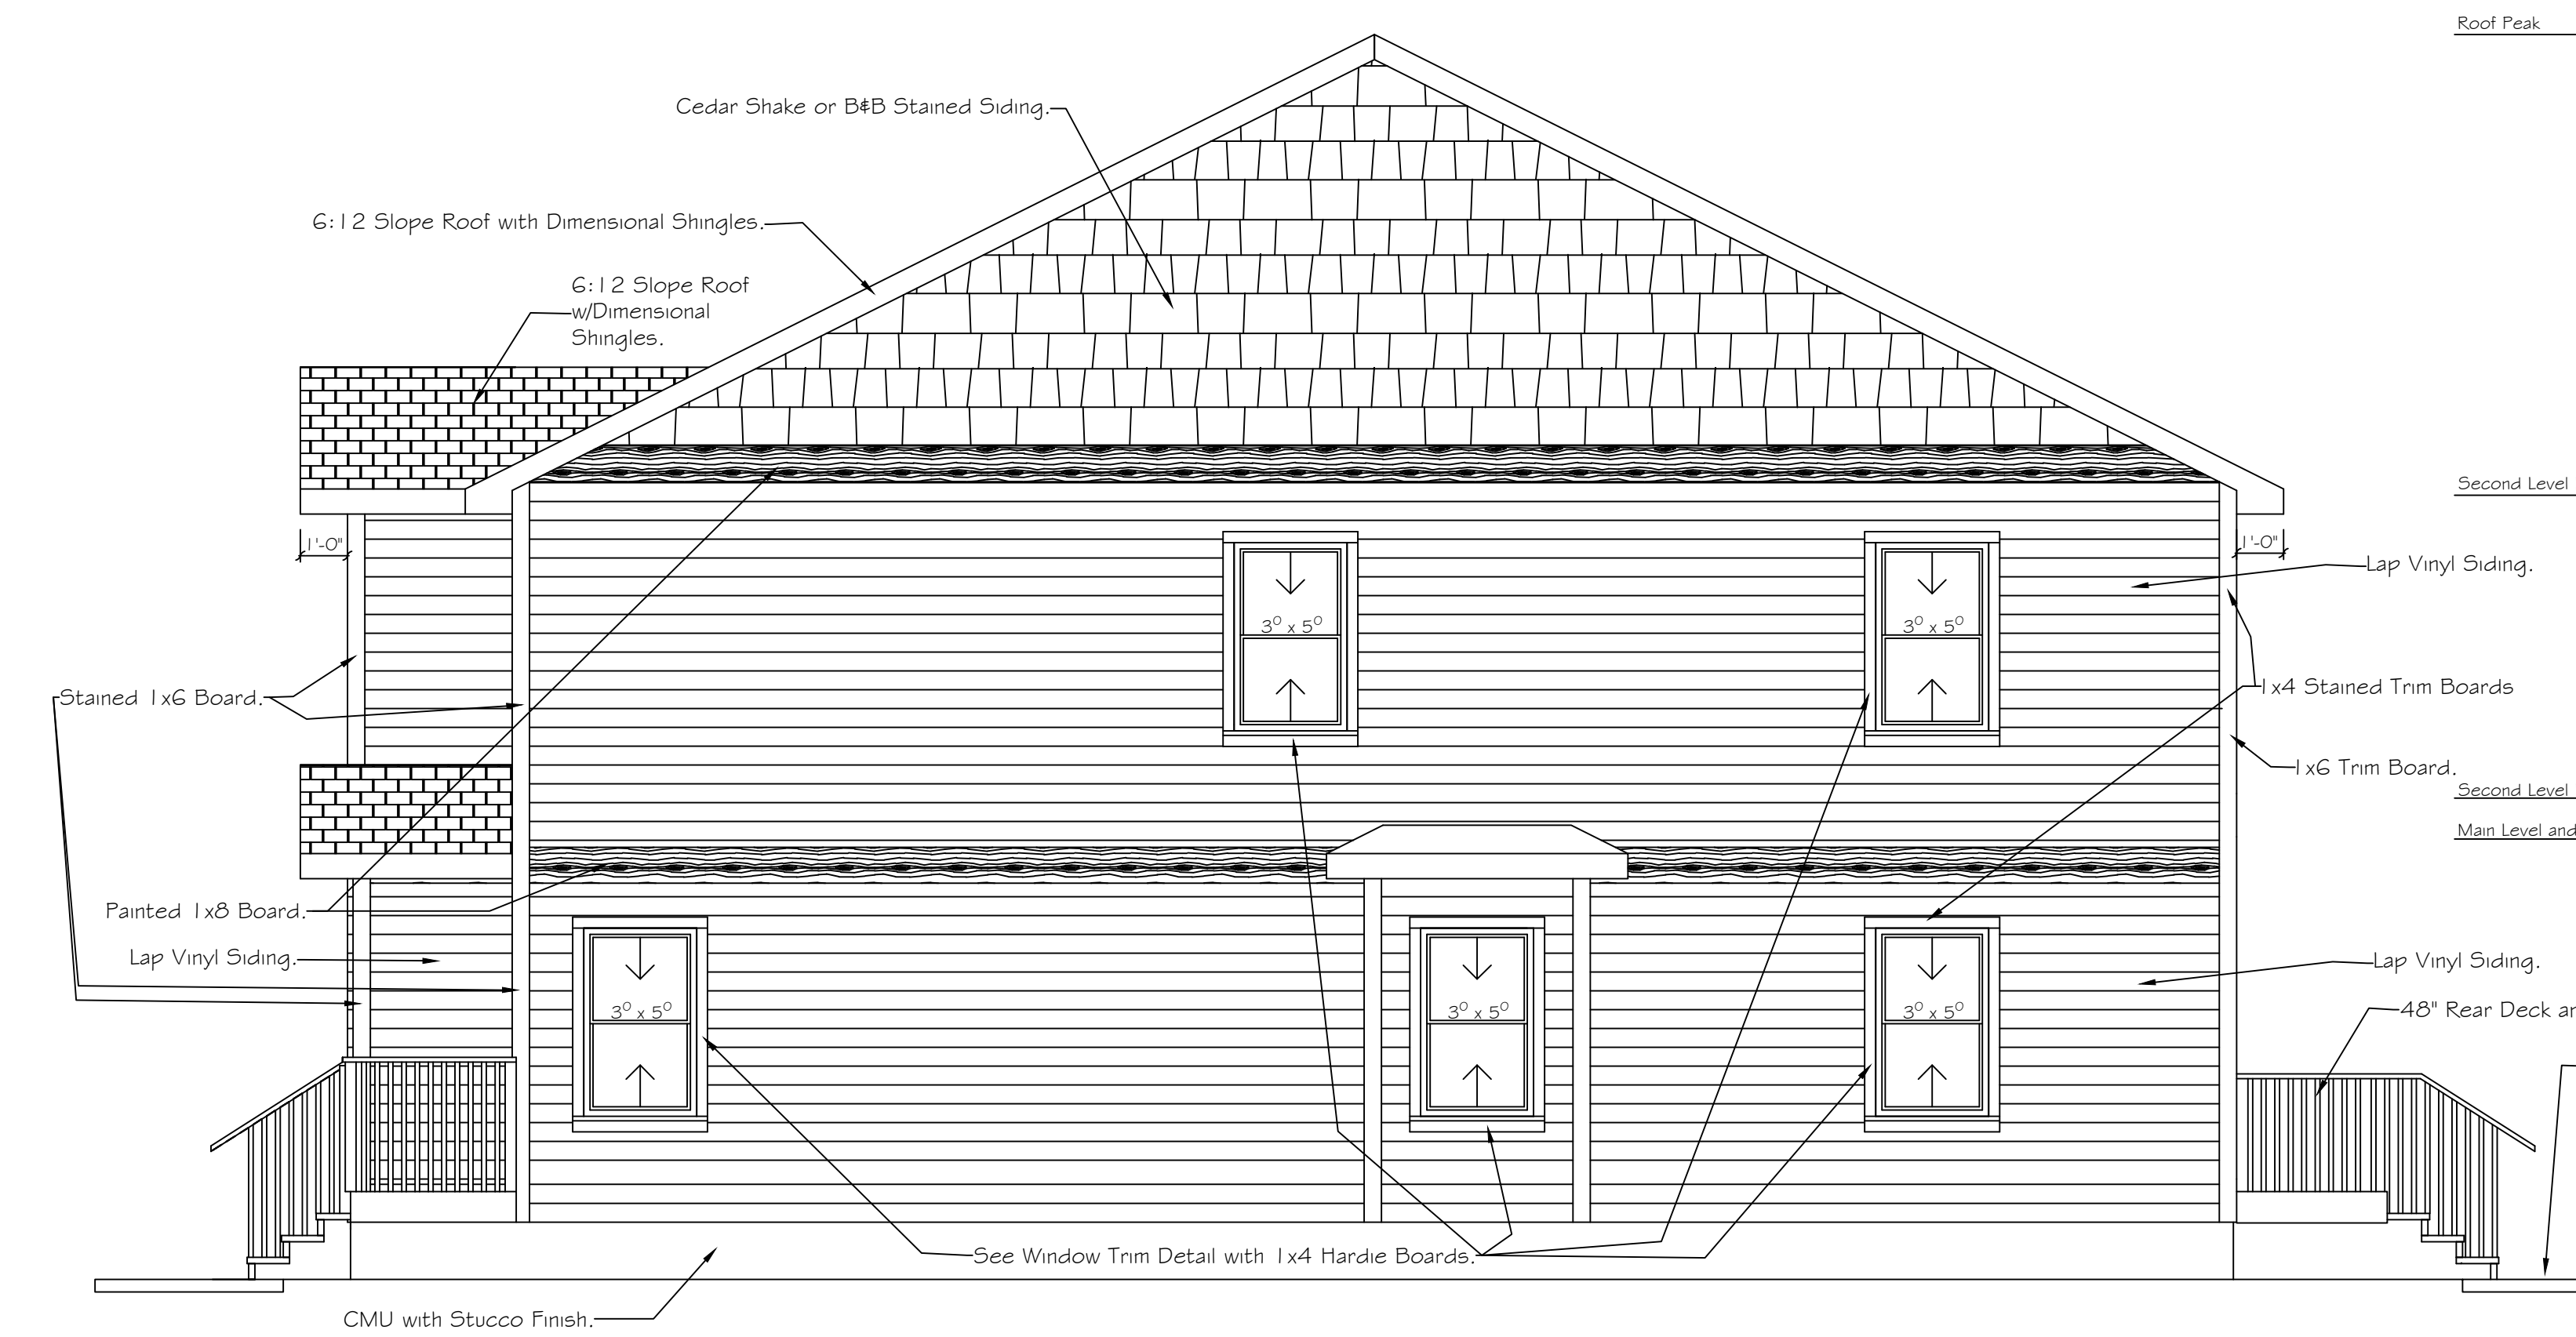 Roof Peak
Cedar Shake or B&B Stained Siding.
6:12 Slope Roof with Dimensional Shingles.
6:12 Slope Roof
w/Dimensional
Shingles.
Second Level
1'-0"
1'-0"
Lap Vinyl Siding.
3⁰ x 5⁰
3⁰ x 5⁰
Stained 1x6 Board.
1x4 Stained Trim Boards
1x6 Trim Board.
Second Level
Main Level and
Painted 1x8 Board.
Lap Vinyl Siding.
Lap Vinyl Siding.
3⁰ x 5⁰
3⁰ x 5⁰
3⁰ x 5⁰
48" Rear Deck
See Window Trim Detail with 1x4 Hardie Boards.
CMU with Stucco Finish.